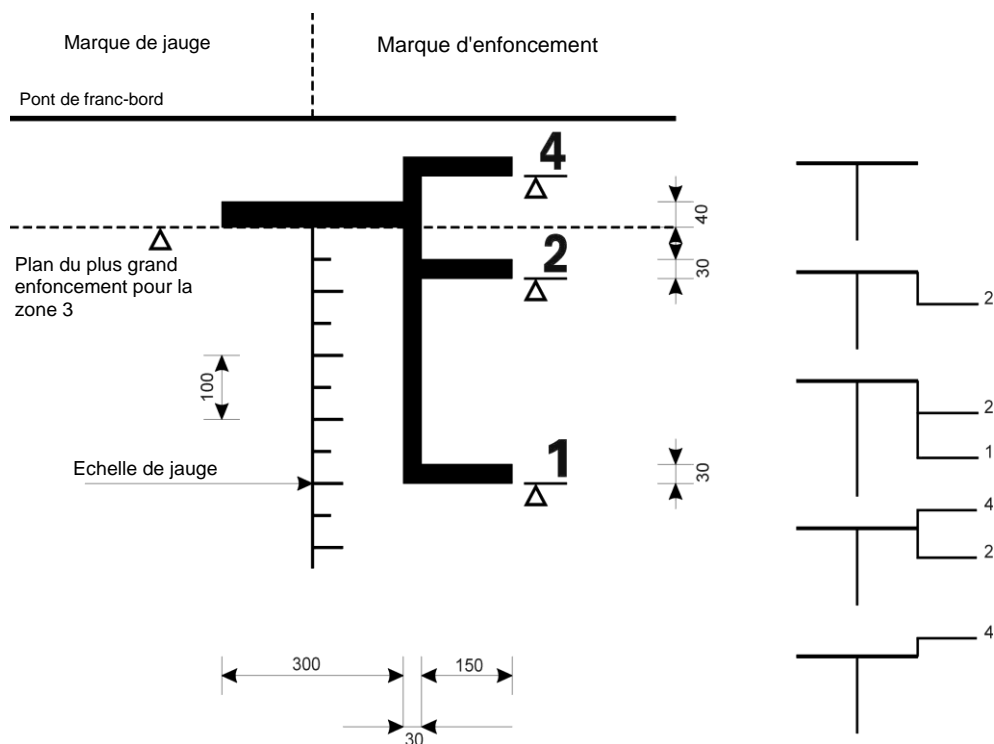 Marque de jauge
Marque d'enfoncement
Pont de franc-bord
4
40
2
30
Plan du plus grand
enfoncement pour la
zone 3
100
1
30
Echelle de jauge
300
150
30
2
2
1
4
2
4